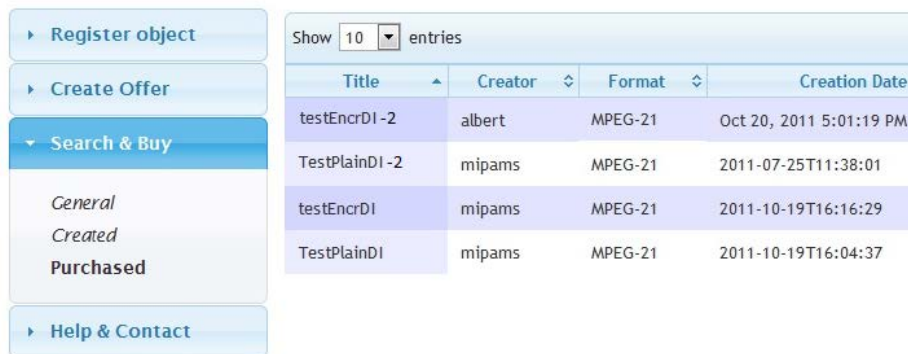 Register object
Create Offer
Search & Buy
General
Created
Purchased
Help & Contact
Show 10 entries
Title Creator Format Creation Date
testEncrDI-2 albert MPEG-21 Oct 20, 2011 5:01:19 PM
TestPlainDI-2 mipams MPEG-21 2011-07-25T11:38:01
testEncrDI mipams MPEG-21 2011-10-19T16:16:29
TestPlainDI mipams MPEG-21 2011-10-19T16:04:37